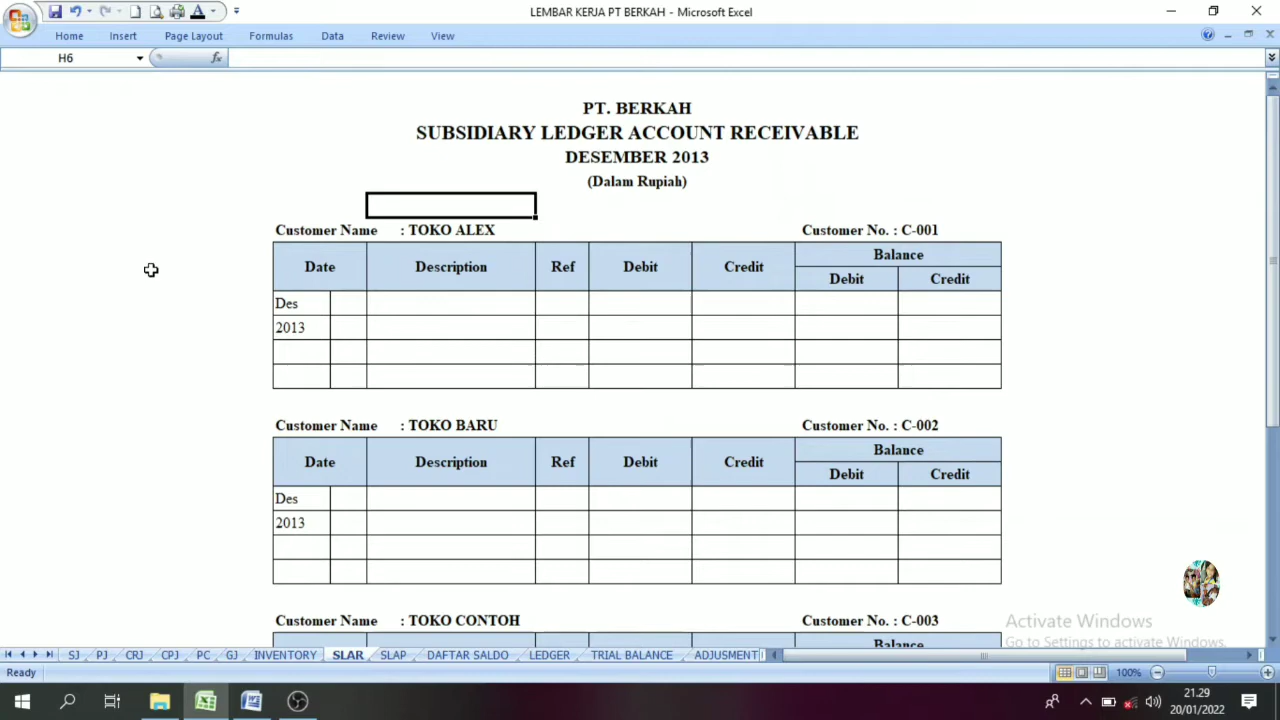 LEMBAR KERJA PT BERKAH - Microsoft Excel
Home Insert Page Layout Formulas Data Review View
H6 fx
PT. BERKAH
SUBSIDIARY LEDGER ACCOUNT RECEIVABLE
DESEMBER 2013
(Dalam Rupiah)
Customer Name : TOKO ALEX Customer No. : C-001
Date Description Ref Debit Credit Balance
Debit Credit
Des
2013
Customer Name : TOKO BARU Customer No. : C-002
Date Description Ref Debit Credit Balance
Debit Credit
Des
2013
Customer Name : TOKO CONTOH Customer No. : C-003
Balance
Activate Windows
Go to Settings to activate Windows.
SJ PJ CRJ CPJ PC GJ INVENTORY SLAR SLAP DAFTAR SALDO LEDGER TRIAL BALANCE ADJUSMENT
Ready 100%
21.29
20/01/2022